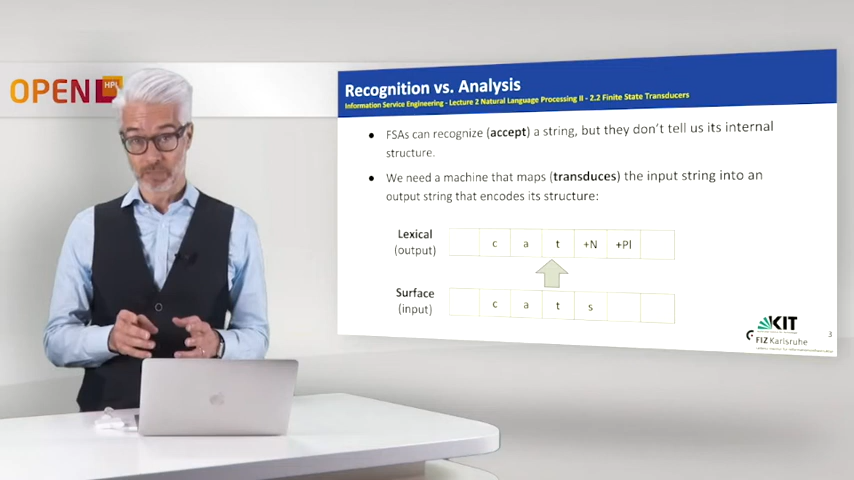 OPEN HPI
Recognition vs. Analysis
Information Service Engineering - Lecture 2 Natural Language Processing II - 2.2 Finite State Transducers
● FSAs can recognize (accept) a string, but they don't tell us its internal
structure.
● We need a machine that maps (transduces) the input string into an
output string that encodes its structure:
Lexical
(output)
c a t +N +Pl
Surface
(input)
c a t s
KIT
FIZ Karlsruhe
3